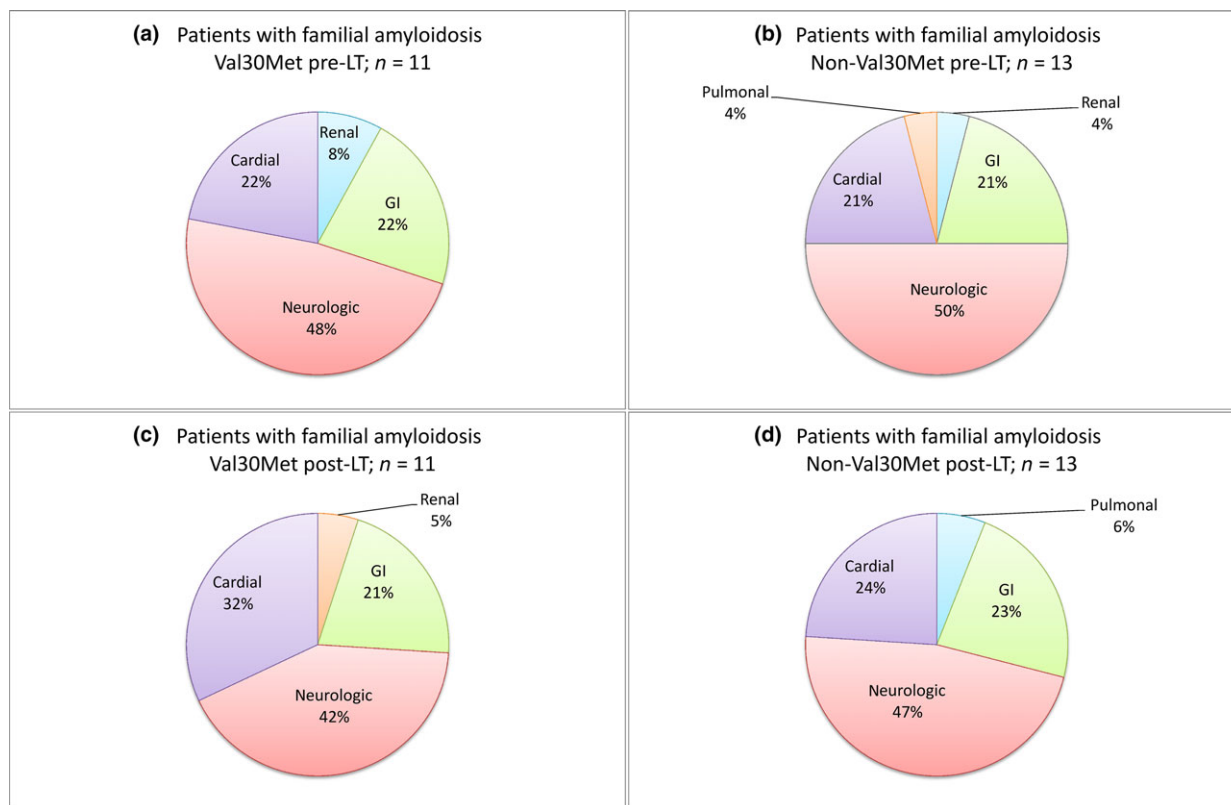 (a) Patients with familial amyloidosis
Val30Met pre-LT; n = 11
Renal
8%
Cardial
22%
GI
22%
Neurologic
48%
(b) Patients with familial amyloidosis
Non-Val30Met pre-LT; n = 13
Pulmonal
4%
Renal
4%
Cardial
21%
GI
21%
Neurologic
50%
(c) Patients with familial amyloidosis
Val30Met post-LT; n = 11
Renal
5%
Cardial
32%
GI
21%
Neurologic
42%
(d) Patients with familial amyloidosis
Non-Val30Met post-LT; n = 13
Pulmonal
6%
Cardial
24%
GI
23%
Neurologic
47%